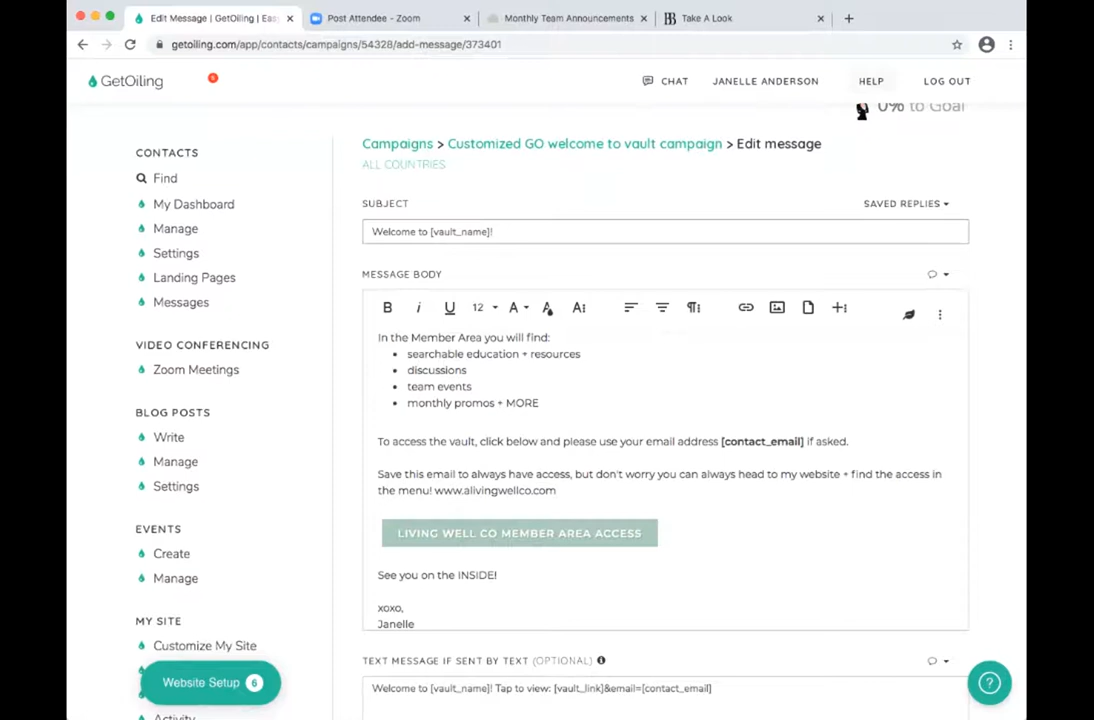 Edit Message | GetOiling | Eas
Post Attendee - Zoom
Monthly Team Announcements
Take A Look
getoiling.com/app/contacts/campaigns/54328/add-message/373401
GetOiling
6
CHAT
JANELLE ANDERSON
HELP
LOG OUT
0% to Goal
CONTACTS
Find
My Dashboard
Manage
Settings
Landing Pages
Messages
VIDEO CONFERENCING
Zoom Meetings
BLOG POSTS
Write
Manage
Settings
EVENTS
Create
Manage
MY SITE
Customize My Site
Website Setup 6
Activity
Campaigns > Customized GO welcome to vault campaign > Edit message
ALL COUNTRIES
SUBJECT
SAVED REPLIES
Welcome to [vault_name]!
MESSAGE BODY
B i U 12 A A A
In the Member Area you will find:
• searchable education + resources
• discussions
• team events
• monthly promos + MORE
To access the vault, click below and please use your email address [contact_email] if asked.
Save this email to always have access, but don't worry you can always head to my website + find the access in
the menu! www.alivingwellco.com
LIVING WELL CO MEMBER AREA ACCESS
See you on the INSIDE!
xoxo,
Janelle
TEXT MESSAGE IF SENT BY TEXT (OPTIONAL)
Welcome to [vault_name]! Tap to view: [vault_link]&email=[contact_email]